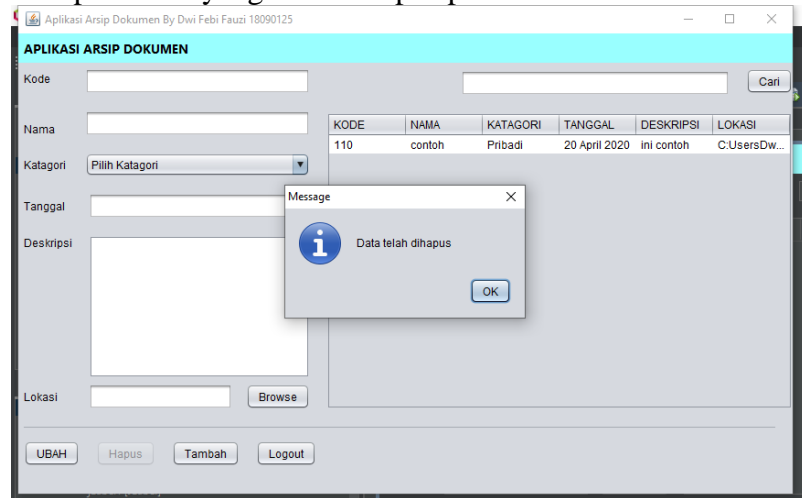 Aplikasi Arsip Dokumen By Dwi Febi Fauzi 18090125
APLIKASI ARSIP DOKUMEN
Kode
Cari
Nama
KODE NAMA KATAGORI TANGGAL DESKRIPSI LOKASI
110 contoh Pribadi 20 April 2020 ini contoh C:UsersDw...
Katagori Pilih Katagori
Message
Tanggal
Deskripsi
Data telah dihapus
OK
Lokasi Browse
UBAH Hapus Tambah Logout